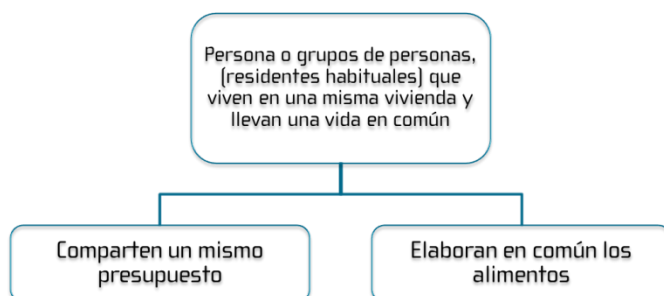 Persona o grupos de personas,
(residentes habituales) que
viven en una misma vivienda y
llevan una vida en común
Comparten un mismo
presupuesto
Elaboran en común los
alimentos